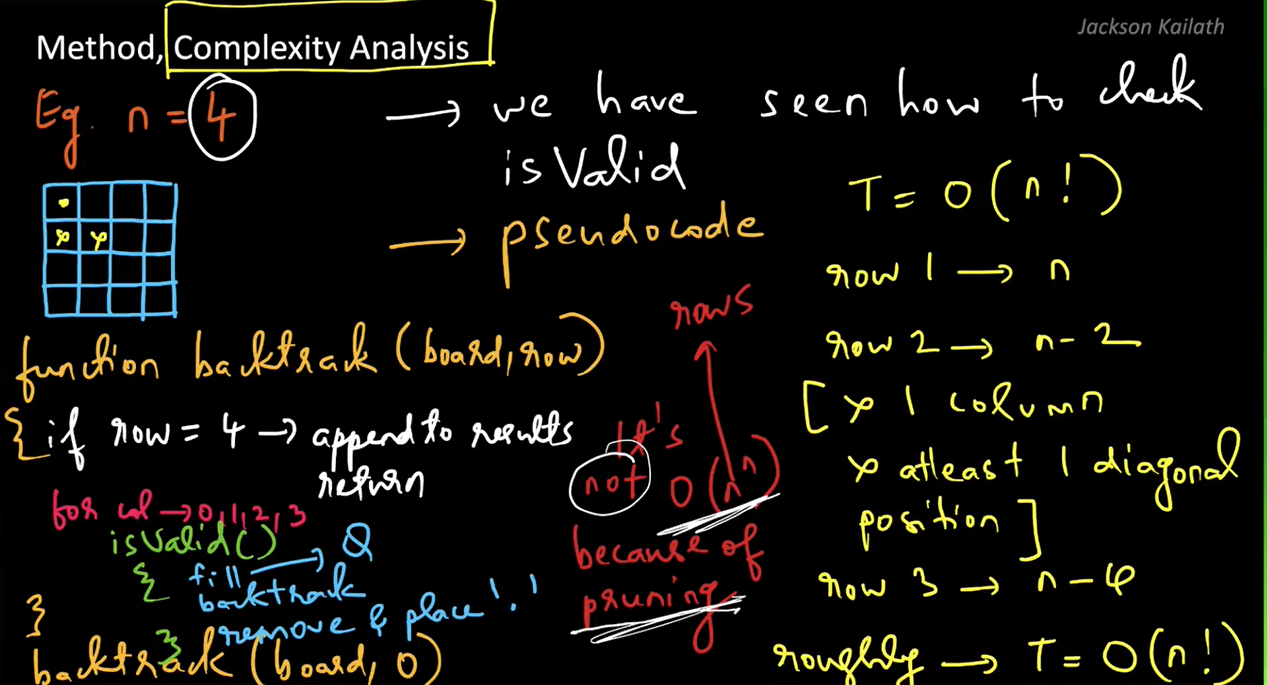 Jackson Kailath
Method, Complexity Analysis
Eg. n = 4
→ we have seen how to check
isValid
→ pseudocode
function backtrack (board, row)
{ if row = 4 → append to results
return
for col → 0, 1, 2, 3
isValid()
{ fill → Q
backtrack
remove & place '.'
}
}
backtrack (board, 0)
rows
It's
not O(nⁿ)
because of
pruning
T = O(n!)
row 1 → n
row 2 → n-2
[ x 1 column
x atleast 1 diagonal
position ]
row 3 → n-4
roughly → T = O(n!)